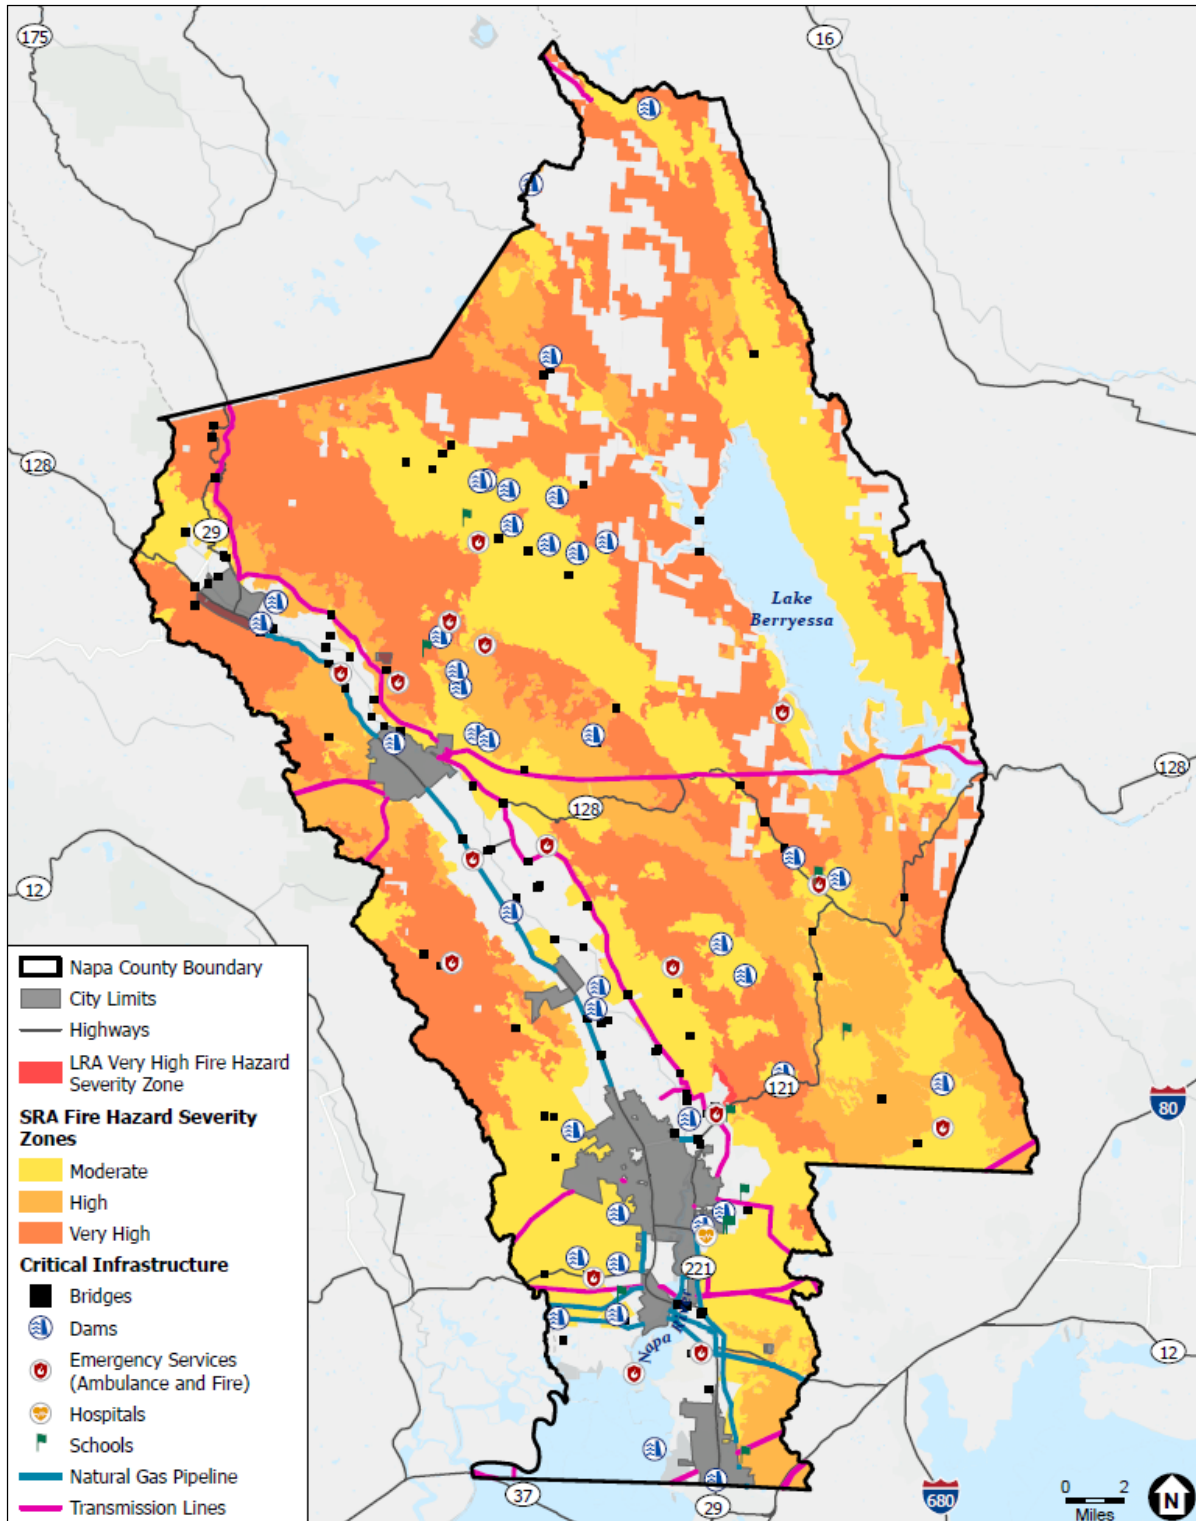 175
16
128
29
Lake
Berryessa
128
128
12
121
80
221
Napa River
12
37
29
680
Napa County Boundary
City Limits
Highways
LRA Very High Fire Hazard
Severity Zone
SRA Fire Hazard Severity
Zones
Moderate
High
Very High
Critical Infrastructure
Bridges
Dams
Emergency Services
(Ambulance and Fire)
Hospitals
Schools
Natural Gas Pipeline
Transmission Lines
0 2
Miles
N